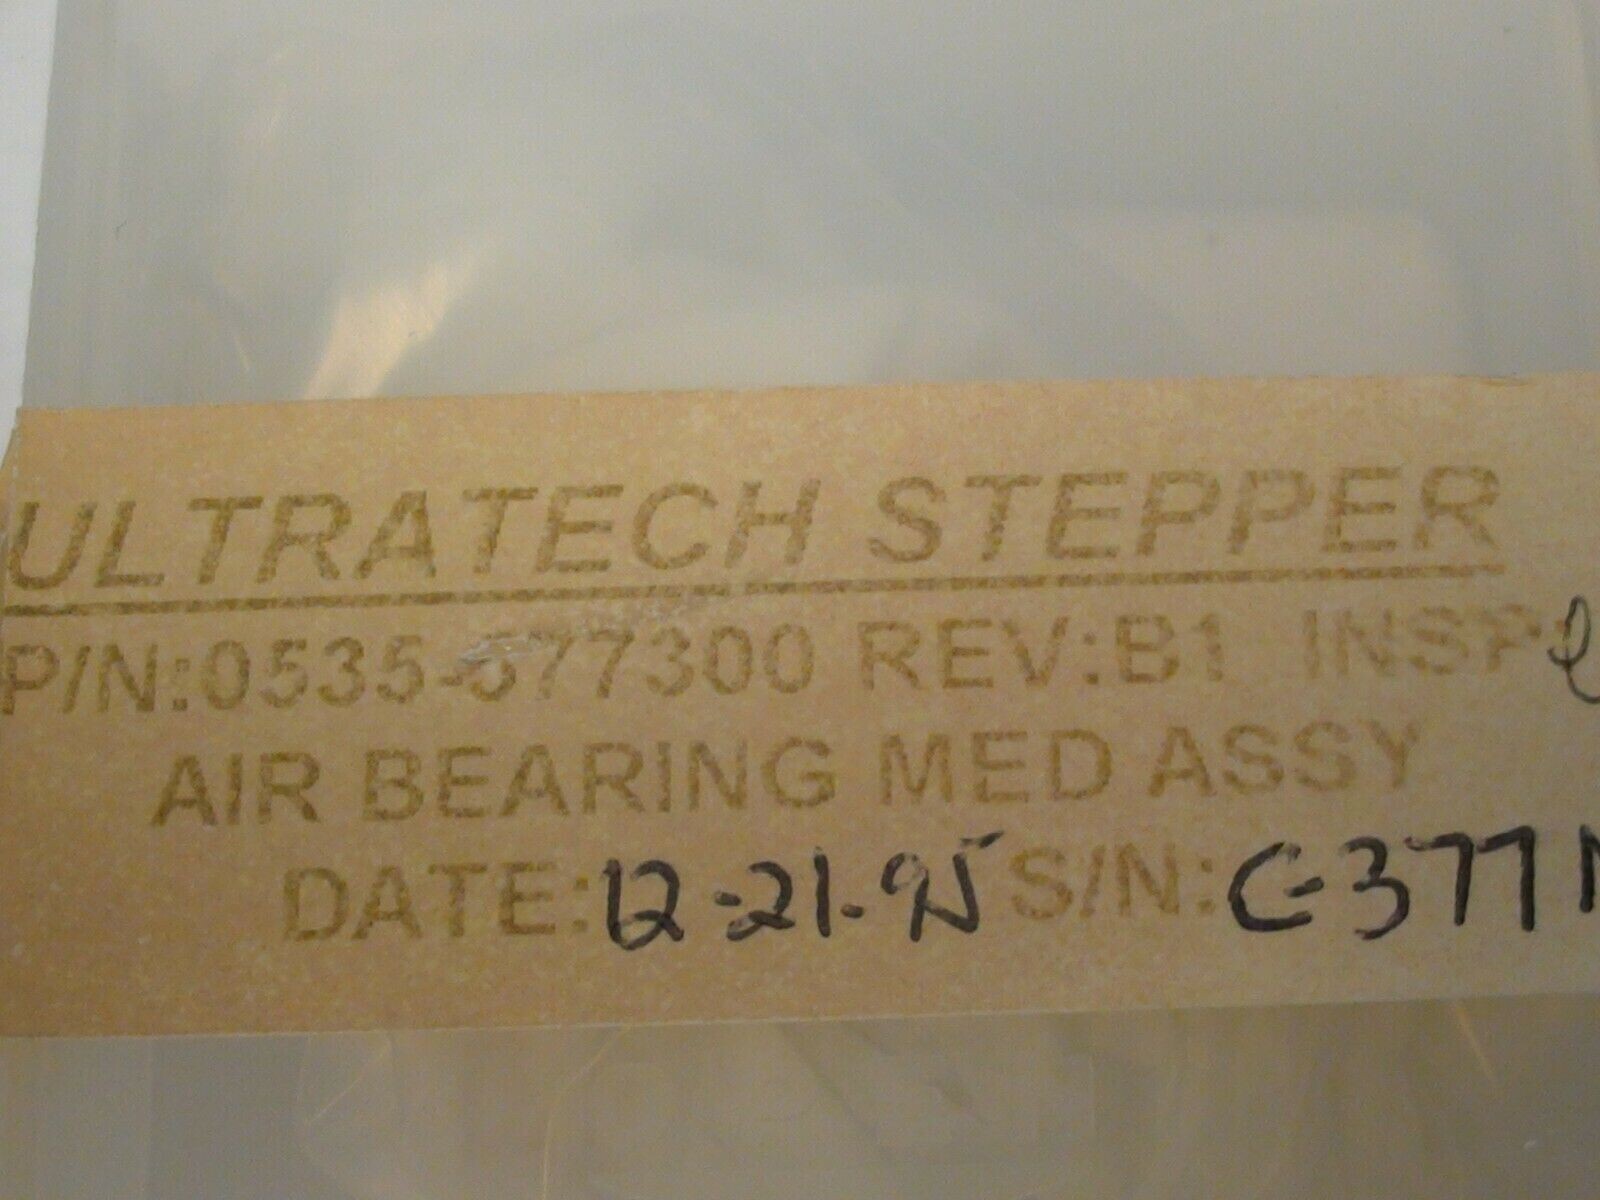 ULTRATECH STEPPER
P/N:0535-577300 REV:B1 INSP
AIR BEARING MED ASSY
DATE:12-21-95 S/N:C-377